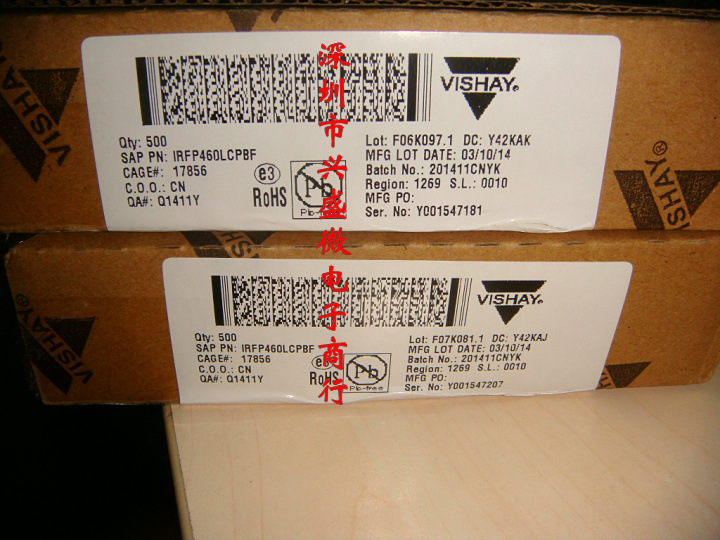 VISHAY®
VISHAY®
Qty: 500
SAP PN: IRFP460LCPBF
CAGE#: 17856
C.O.O.: CN
QA#: Q1411Y
e3
RoHS
Pb
Pb-free
Lot: F06K097.1 DC: Y42KAK
MFG LOT DATE: 03/10/14
Batch No.: 201411CNYK
Region: 1269 S.L.: 0010
MFG PO:
Ser. No: Y001547181
VISHAY®
VISHAY®
VISHAY®
Qty: 500
SAP PN: IRFP460LCPBF
CAGE#: 17856
C.O.O.: CN
QA#: Q1411Y
e3
RoHS
Pb
Pb-free
Lot: F07K081.1 DC: Y42KAJ
MFG LOT DATE: 03/10/14
Batch No.: 201411CNYK
Region: 1269 S.L.: 0010
MFG PO:
Ser. No: Y001547207
深圳市兴盛微电子商行